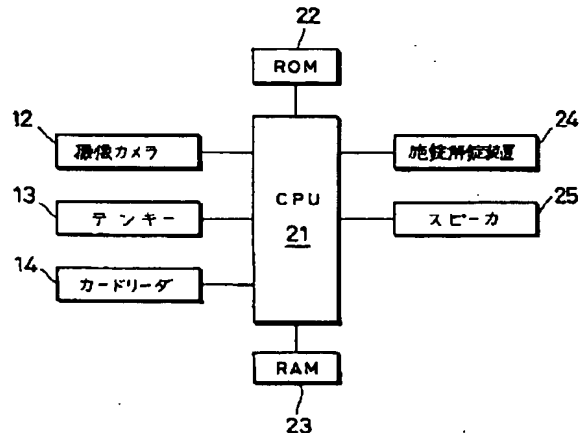 22
ROM
12
撮像カメラ
24
施錠解錠装置
13
テンキー
CPU
21
25
スピーカ
14
カードリーダ
RAM
23